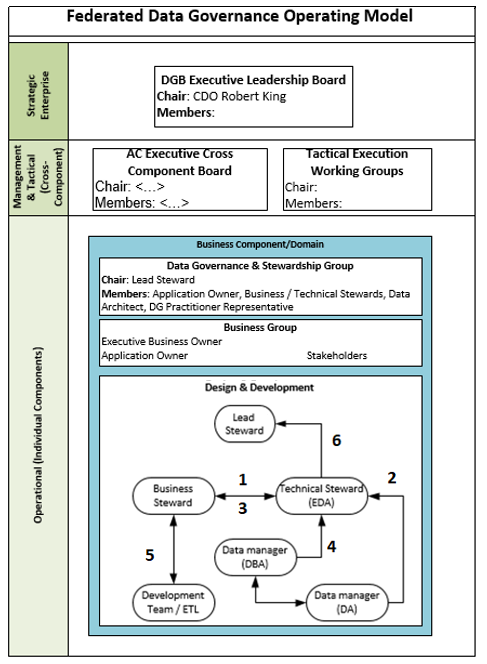 Federated Data Governance Operating Model
Strategic
Enterprise
DGB Executive Leadership Board
Chair: CDO Robert King
Members:
Management
& Tactical
(Cross-
Component)
AC Executive Cross
Component Board
Chair: <...>
Members: <...>
Tactical Execution
Working Groups
Chair:
Members:
Operational (Individual Components)
Business Component/Domain
Data Governance & Stewardship Group
Chair: Lead Steward
Members: Application Owner, Business / Technical Stewards, Data
Architect, DG Practitioner Representative
Business Group
Executive Business Owner
Application Owner Stakeholders
Design & Development
Lead
Steward
6
1
2
Business
Steward
Technical Steward
(EDA)
3
4
5
Data manager
(DBA)
Development
Team / ETL
Data manager
(DA)